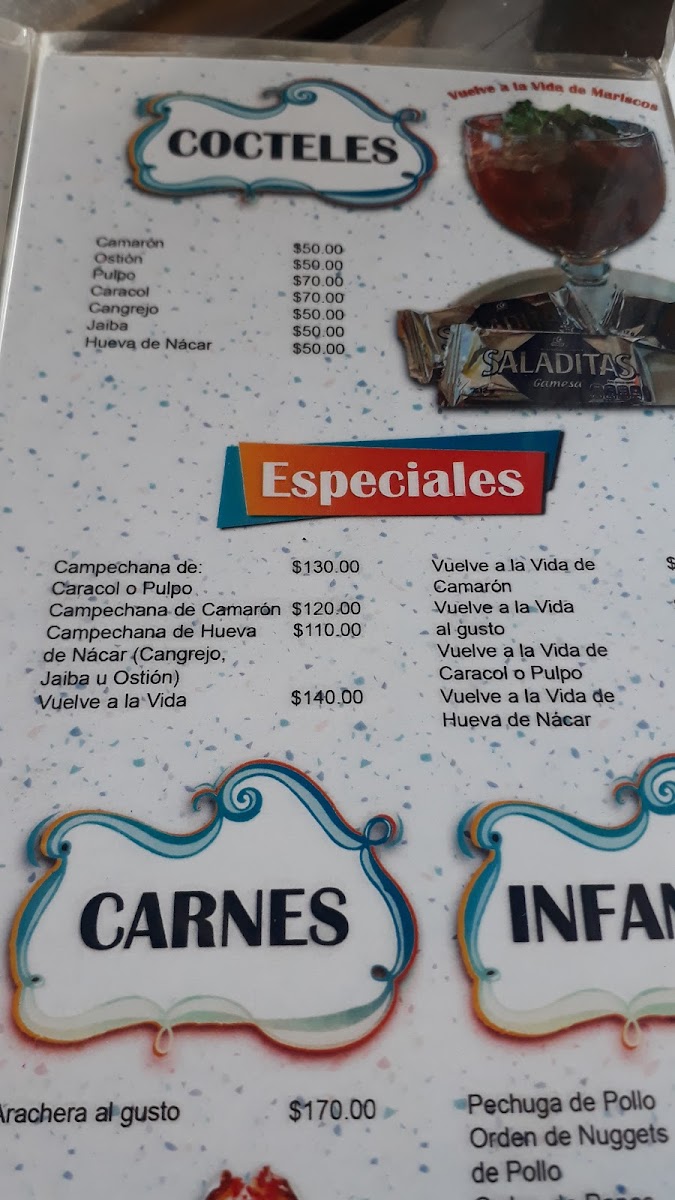 COCTELES
Vuelve a la Vida de Mariscos
Camarón $50.00
Ostión $50.00
Pulpo $70.00
Caracol $70.00
Cangrejo $50.00
Jaiba $50.00
Hueva de Nácar $50.00
SALADITAS
Gamesa
Especiales
Campechana de: $130.00
Caracol o Pulpo
Campechana de Camarón $120.00
Campechana de Hueva $110.00
de Nácar (Cangrejo,
Jaiba u Ostión)
Vuelve a la Vida $140.00
Vuelve a la Vida de $
Camarón
Vuelve a la Vida
al gusto
Vuelve a la Vida de
Caracol o Pulpo
Vuelve a la Vida de
Hueva de Nácar
CARNES
Arachera al gusto $170.00
INFAN
Pechuga de Pollo
Orden de Nuggets
de Pollo